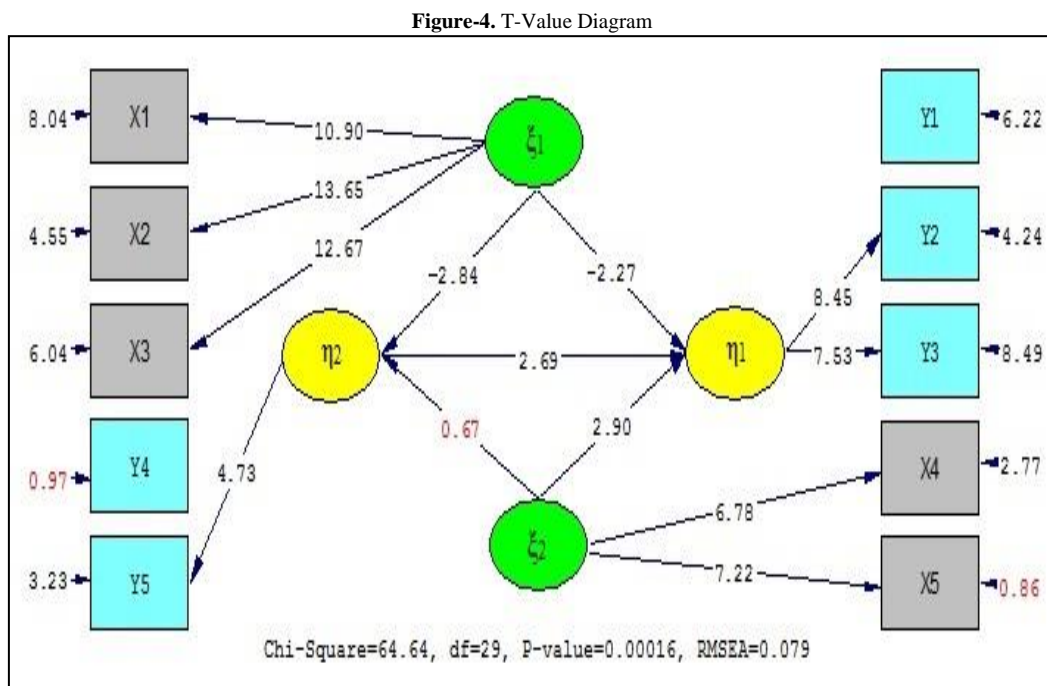 Figure-4. T-Value Diagram
8.04 X1 10.90 ξ1 Y1 6.22
4.55 X2 13.65 Y2 4.24
12.67 -2.84 -2.27 8.45
6.04 X3 η2 2.69 η1 7.53 Y3 8.49
0.67 2.90
0.97 Y4 4.73 X4 2.77
6.78
3.23 Y5 ξ2 7.22 X5 0.86
Chi-Square=64.64, df=29, P-value=0.00016, RMSEA=0.079